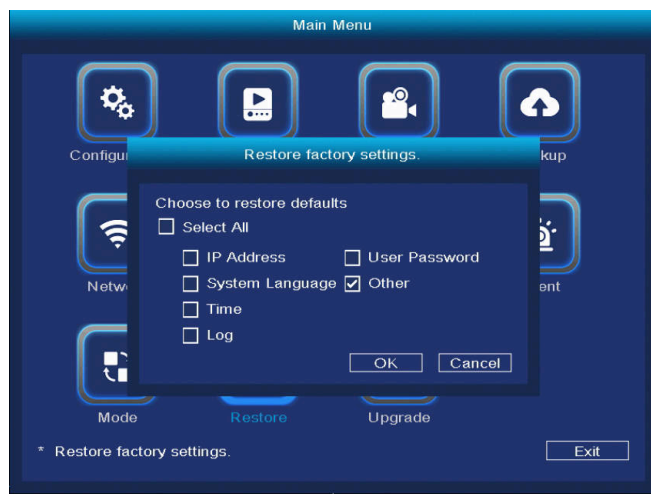 Main Menu
Configu
kup
Restore factory settings.
Choose to restore defaults
Select All
IP Address
User Password
System Language
Other
Time
Log
OK
Cancel
Netw
ent
Mode
Restore
Upgrade
* Restore factory settings.
Exit